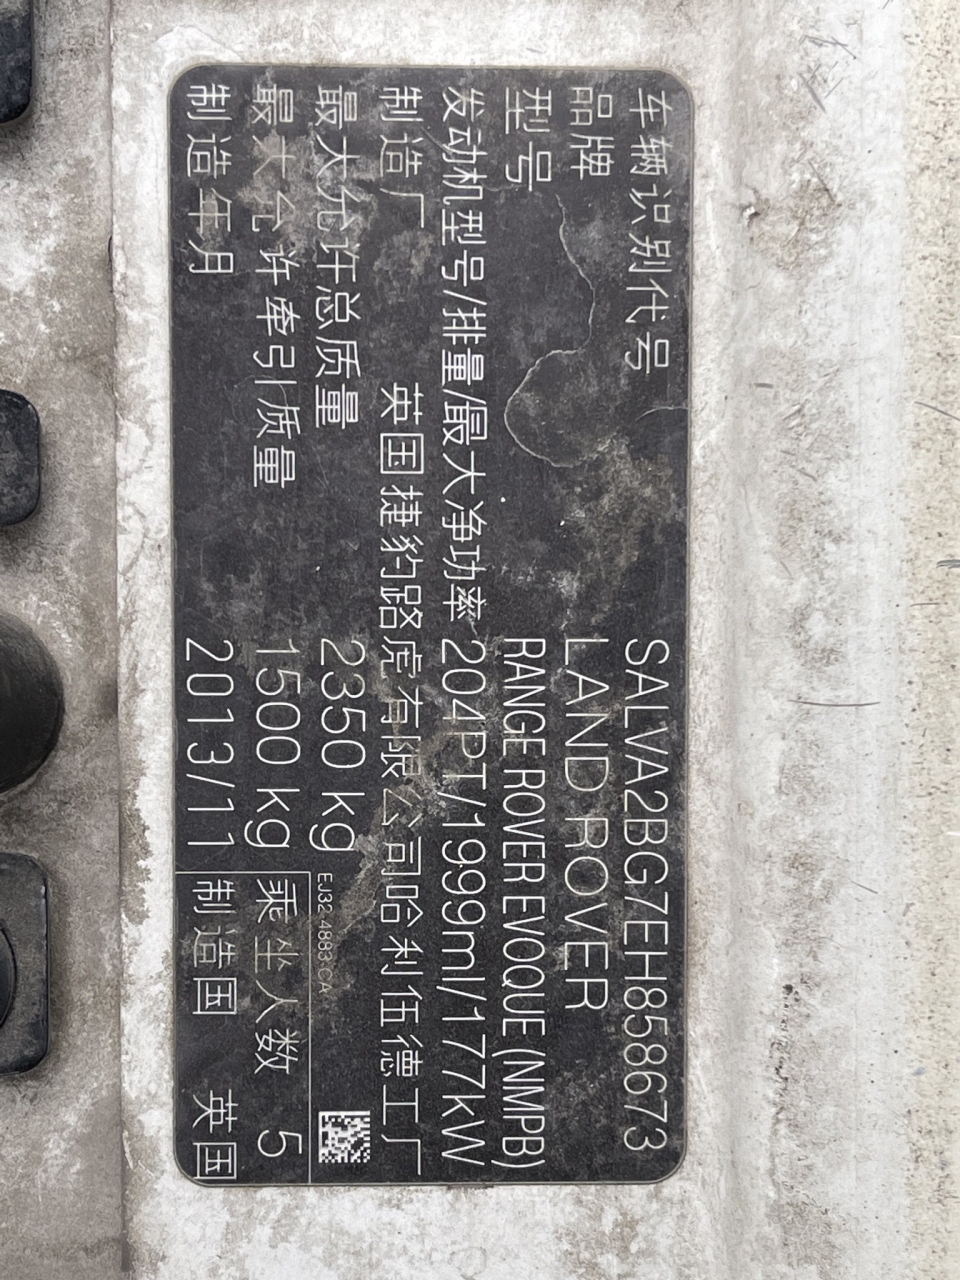 车辆识别代号 SALVA2BG7EH858673
品牌 LAND ROVER
型号 RANGE ROVER EVOQUE (NMPB)
发动机型号/排量/最大净功率 204PT/1999ml/177kW
制造厂 英国捷豹路虎有限公司哈利伍德工厂
最大允许总质量 2350 kg
EJ32-4883-CA
最大允许牵引质量 1500 kg 乘坐人数 5
制造年月 2013/11 制造国 英国